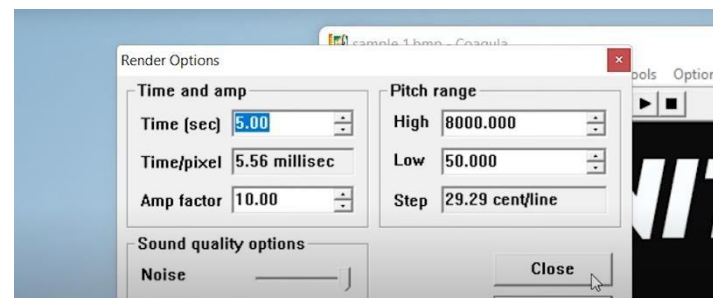 sample 1.bmp - Coagula
Render Options
Time and amp
Time (sec) 5.00
Time/pixel 5.56 millisec
Amp factor 10.00
Pitch range
High 8000.000
Low 50.000
Step 29.29 cent/line
Sound quality options
Noise
Close
ools Option
NIT